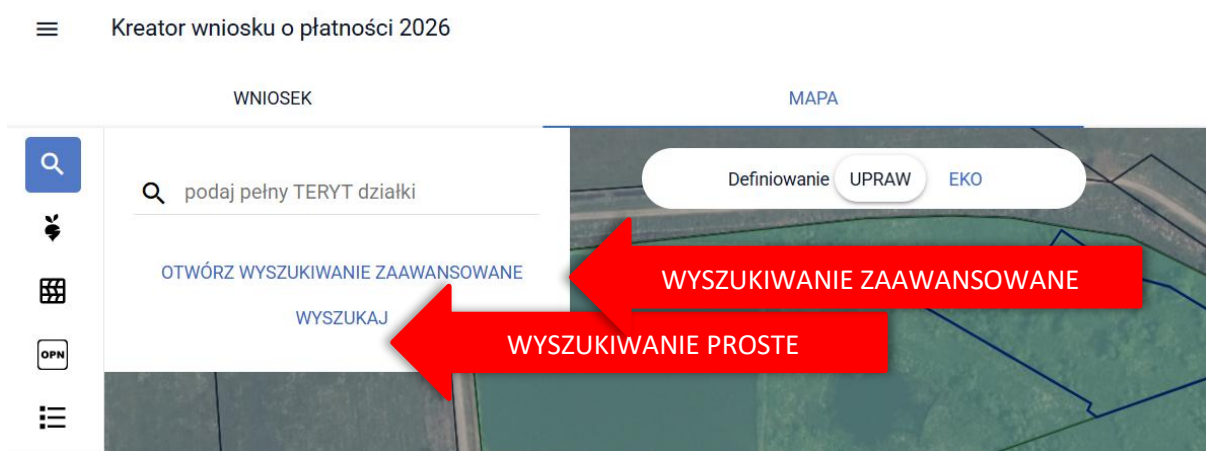 Kreator wniosku o płatności 2026
WNIOSEK
MAPA
podaj pełny TERYT działki
Definiowanie UPRAW EKO
OTWÓRZ WYSZUKIWANIE ZAAWANSOWANE
WYSZUKIWANIE ZAAWANSOWANE
WYSZUKAJ
WYSZUKIWANIE PROSTE
OPN